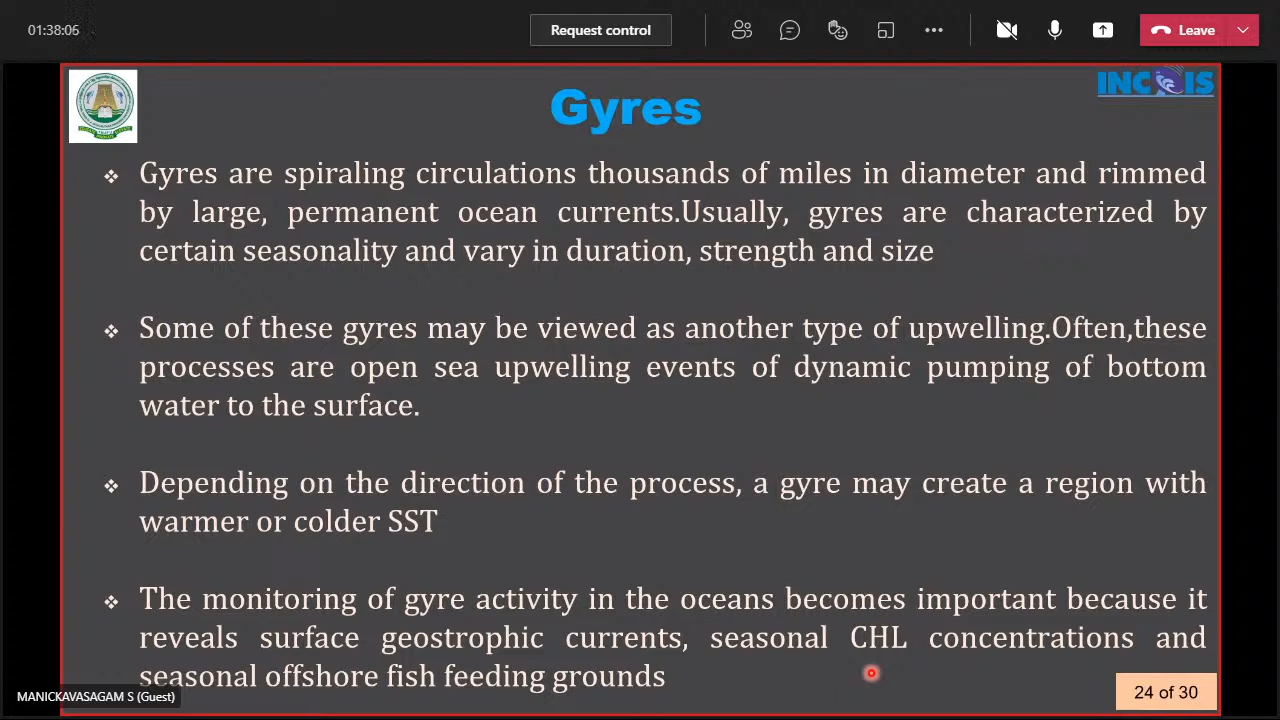 01:38:06
Request control
Leave
INCOIS
Gyres
❖ Gyres are spiraling circulations thousands of miles in diameter and rimmed
by large, permanent ocean currents.Usually, gyres are characterized by
certain seasonality and vary in duration, strength and size
❖ Some of these gyres may be viewed as another type of upwelling.Often,these
processes are open sea upwelling events of dynamic pumping of bottom
water to the surface.
❖ Depending on the direction of the process, a gyre may create a region with
warmer or colder SST
❖ The monitoring of gyre activity in the oceans becomes important because it
reveals surface geostrophic currents, seasonal CHL concentrations and
seasonal offshore fish feeding grounds
MANICKAVASAGAM S (Guest)
24 of 30